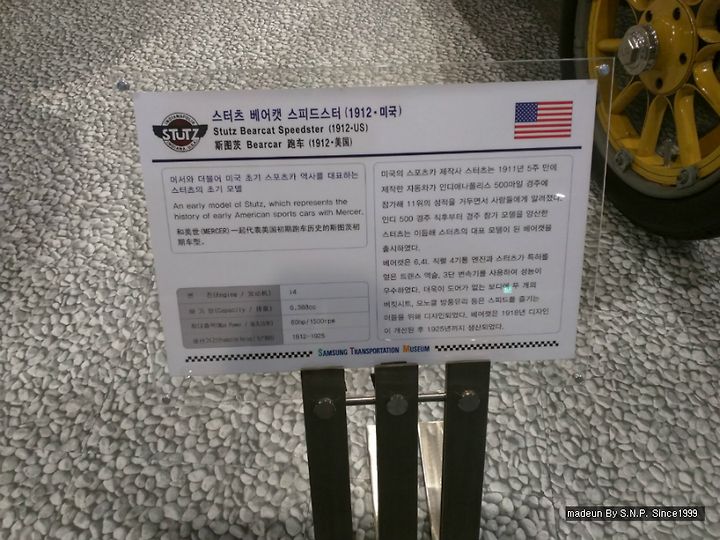 INDIANAPOLIS
STUTZ
INDIANA, U.S.A.
스터츠 베어캣 스피드스터 (1912·미국)
Stutz Bearcat Speedster (1912·US)
斯图茨 Bearcar 跑车 (1912·美国)
머서와 더불어 미국 초기 스포츠카 역사를 대표하는
스터츠의 초기 모델
An early model of Stutz, which represents the
history of early American sports cars with Mercer.
和美世(MERCER)一起代表美国初期跑车历史的斯图茨初
期车型。
엔 진(Engine / 发动机)
i4
배 기 량(Capacity / 排量)
6,368cc
60hp/1500rpm
1912-1925
미국의 스포츠카 제작사 스터츠는 1911년 5주 만에
제작한 자동차가 인디애나폴리스 500마일 경주에
참가해 11위의 성적을 거두면서 사람들에게 알려졌다.
인디 500 경주 직후부터 경주 참가 모델을 양산한
스터츠는 이듬해 스터츠의 대표 모델이 된 베어캣을
출시하였다.
베어캣은 6.4L 직렬 4기통 엔진과 스터츠가 특허를
얻은 트랜스 액슬, 3단 변속기를 사용하여 성능이
우수하였다. 더욱이 도어가 없는 보디에 두 개의
버킷시트, 모노클 방풍유리 등은 스피드를 즐기는
이들을 위해 디자인되었다. 베어캣은 1918년 디자인
이 개선된 후 1925년까지 생산되었다.
SAMSUNG TRANSPORTATION MUSEUM
madeun By S.N.P. Since1999